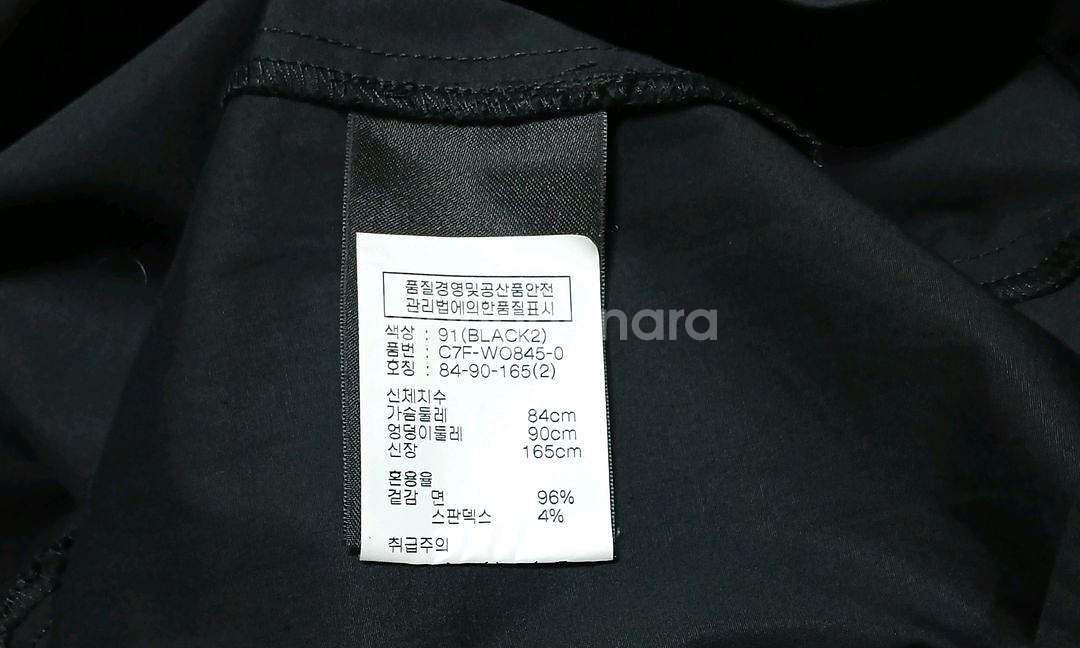 품질경영및공산품안전
관리법에의한품질표시
색상 : 91(BLACK2)
품번 : C7F-WO845-0
호칭 : 84-90-165(2)
신체치수
가슴둘레 84cm
엉덩이둘레 90cm
신장 165cm
혼용율
겉감 면 96%
스판덱스 4%
취급주의
nara